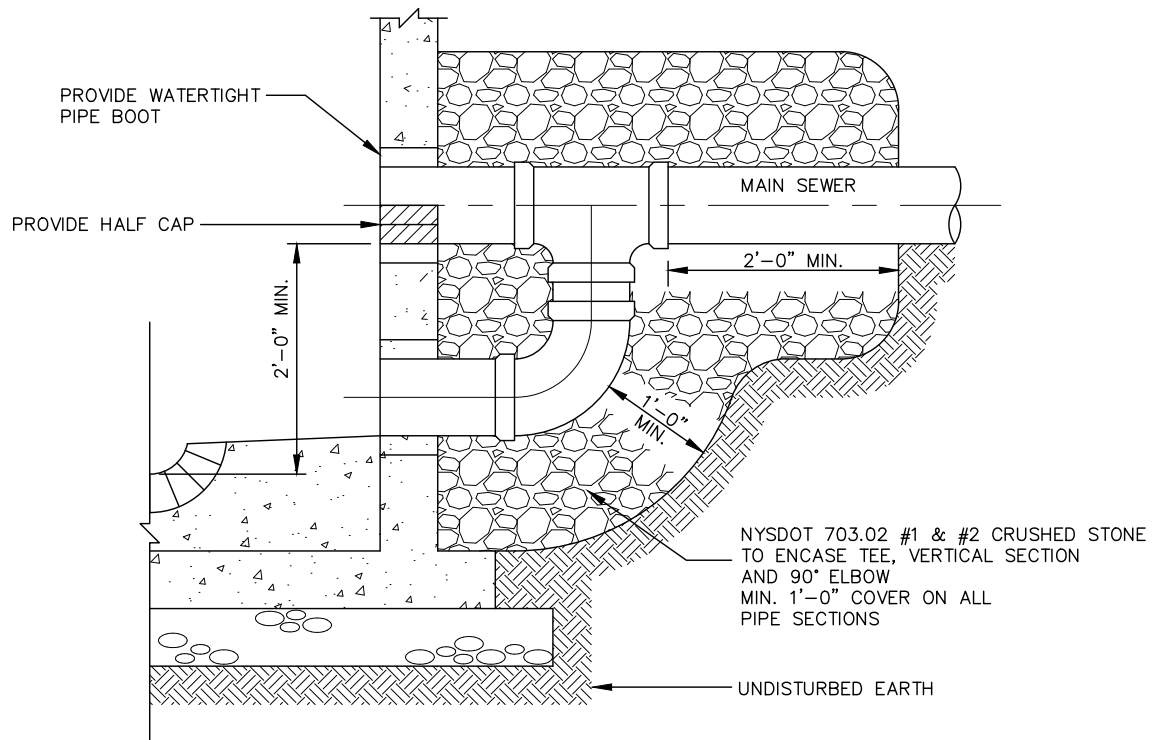 PROVIDE WATERTIGHT
PIPE BOOT
MAIN SEWER
PROVIDE HALF CAP
2'-0" MIN.
2'-0" MIN.
1'-0"
MIN.
NYSDOT 703.02 #1 & #2 CRUSHED STONE
TO ENCASE TEE, VERTICAL SECTION
AND 90° ELBOW
MIN. 1'-0" COVER ON ALL
PIPE SECTIONS
UNDISTURBED EARTH